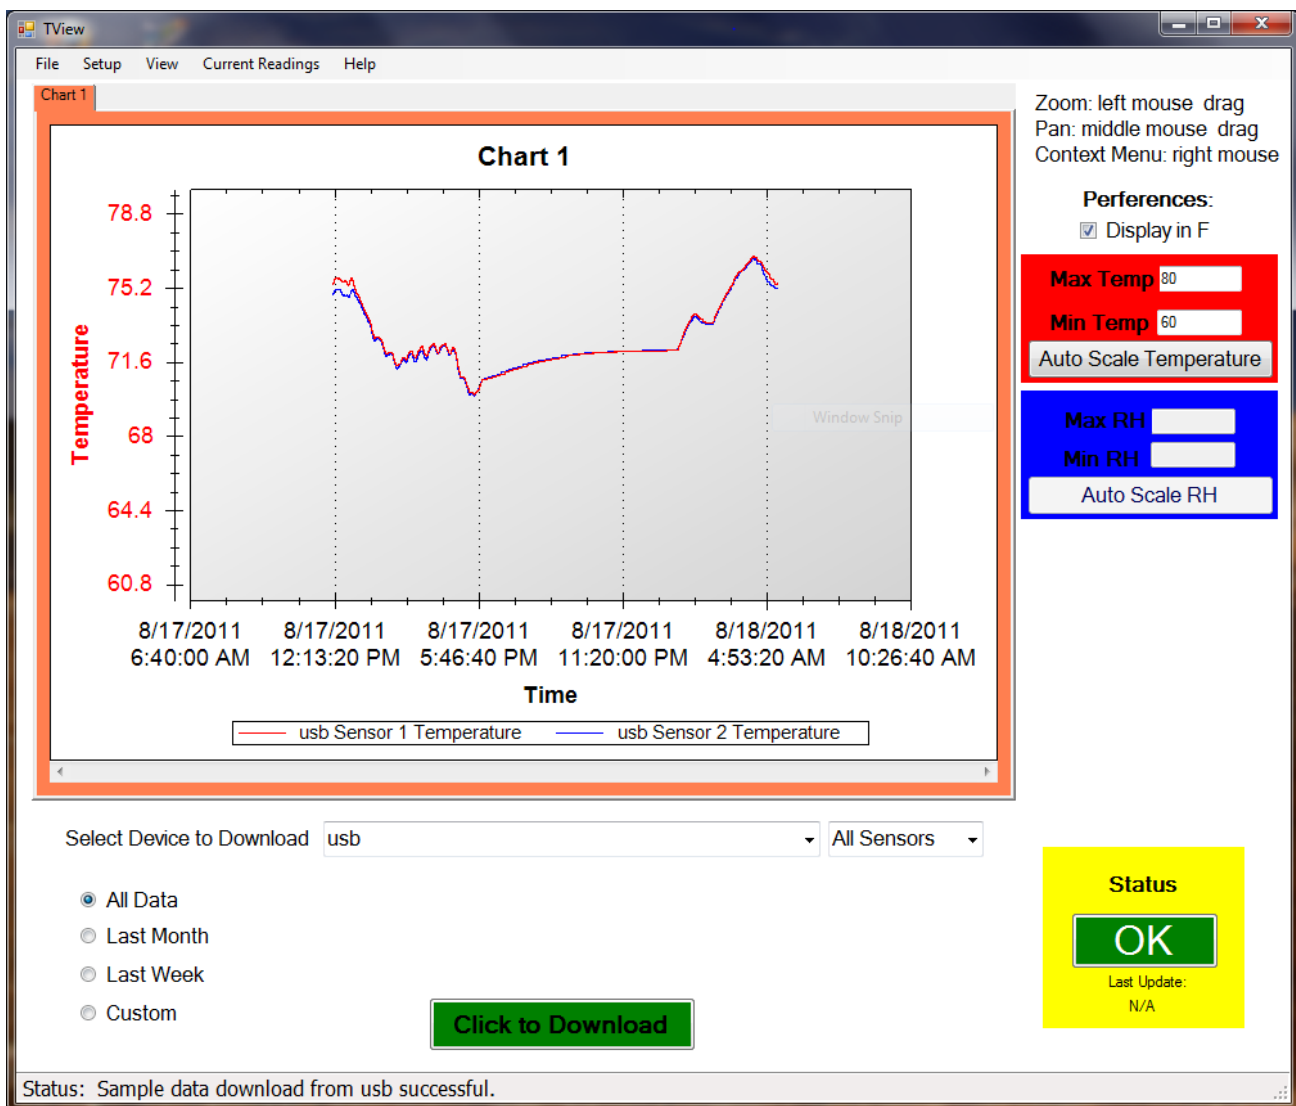 TView
File Setup View Current Readings Help
Chart 1
Zoom: left mouse drag
Pan: middle mouse drag
Context Menu: right mouse
Perferences:
Display in F
Max Temp 80
Min Temp 60
Auto Scale Temperature
Max RH
Min RH
Auto Scale RH
Chart 1
78.8
75.2
71.6
68
64.4
60.8
Temperature
Window Snip
8/17/2011 8/17/2011 8/17/2011 8/17/2011 8/18/2011 8/18/2011
6:40:00 AM 12:13:20 PM 5:46:40 PM 11:20:00 PM 4:53:20 AM 10:26:40 AM
Time
usb Sensor 1 Temperature usb Sensor 2 Temperature
Select Device to Download usb All Sensors
All Data
Last Month
Last Week
Custom
Click to Download
Status
OK
Last Update:
N/A
Status: Sample data download from usb successful.